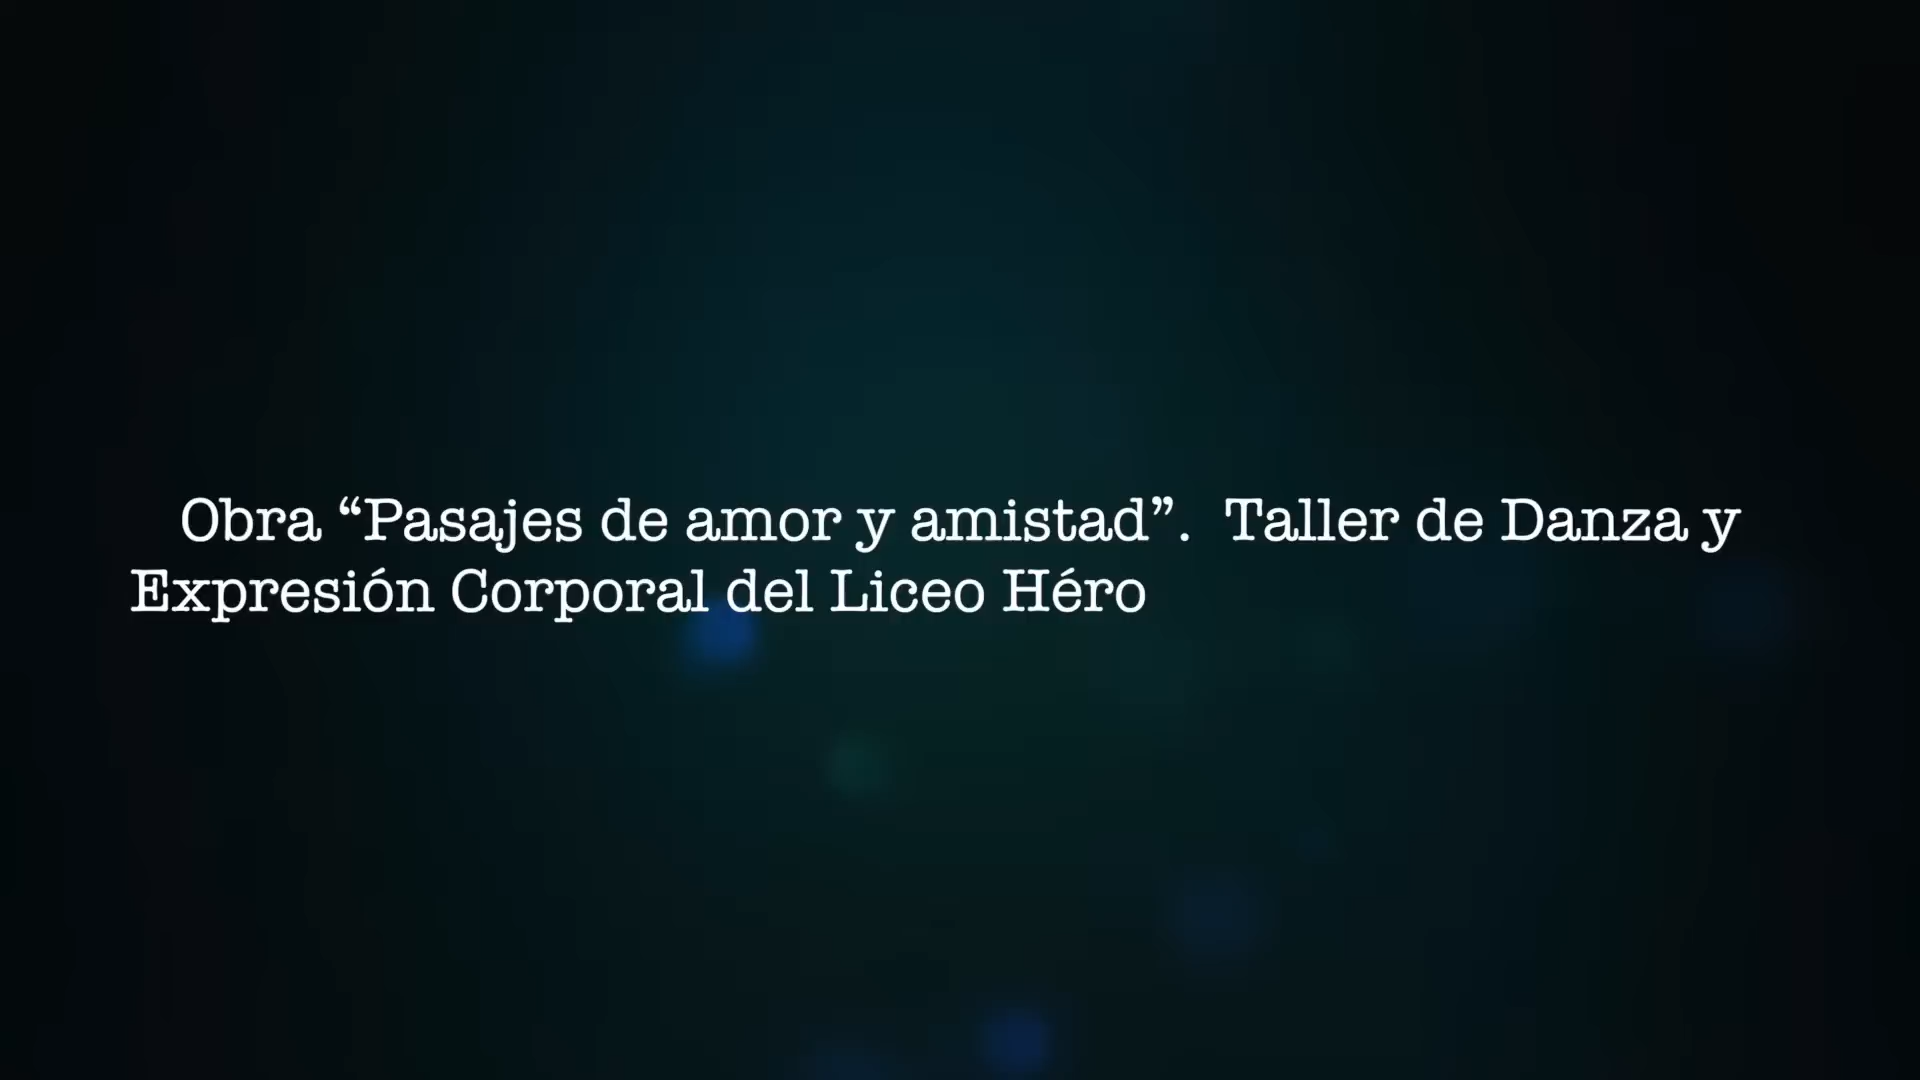 Obra “Pasajes de amor y amistad”.  Taller de Danza y
Expresión Corporal del Liceo Héro